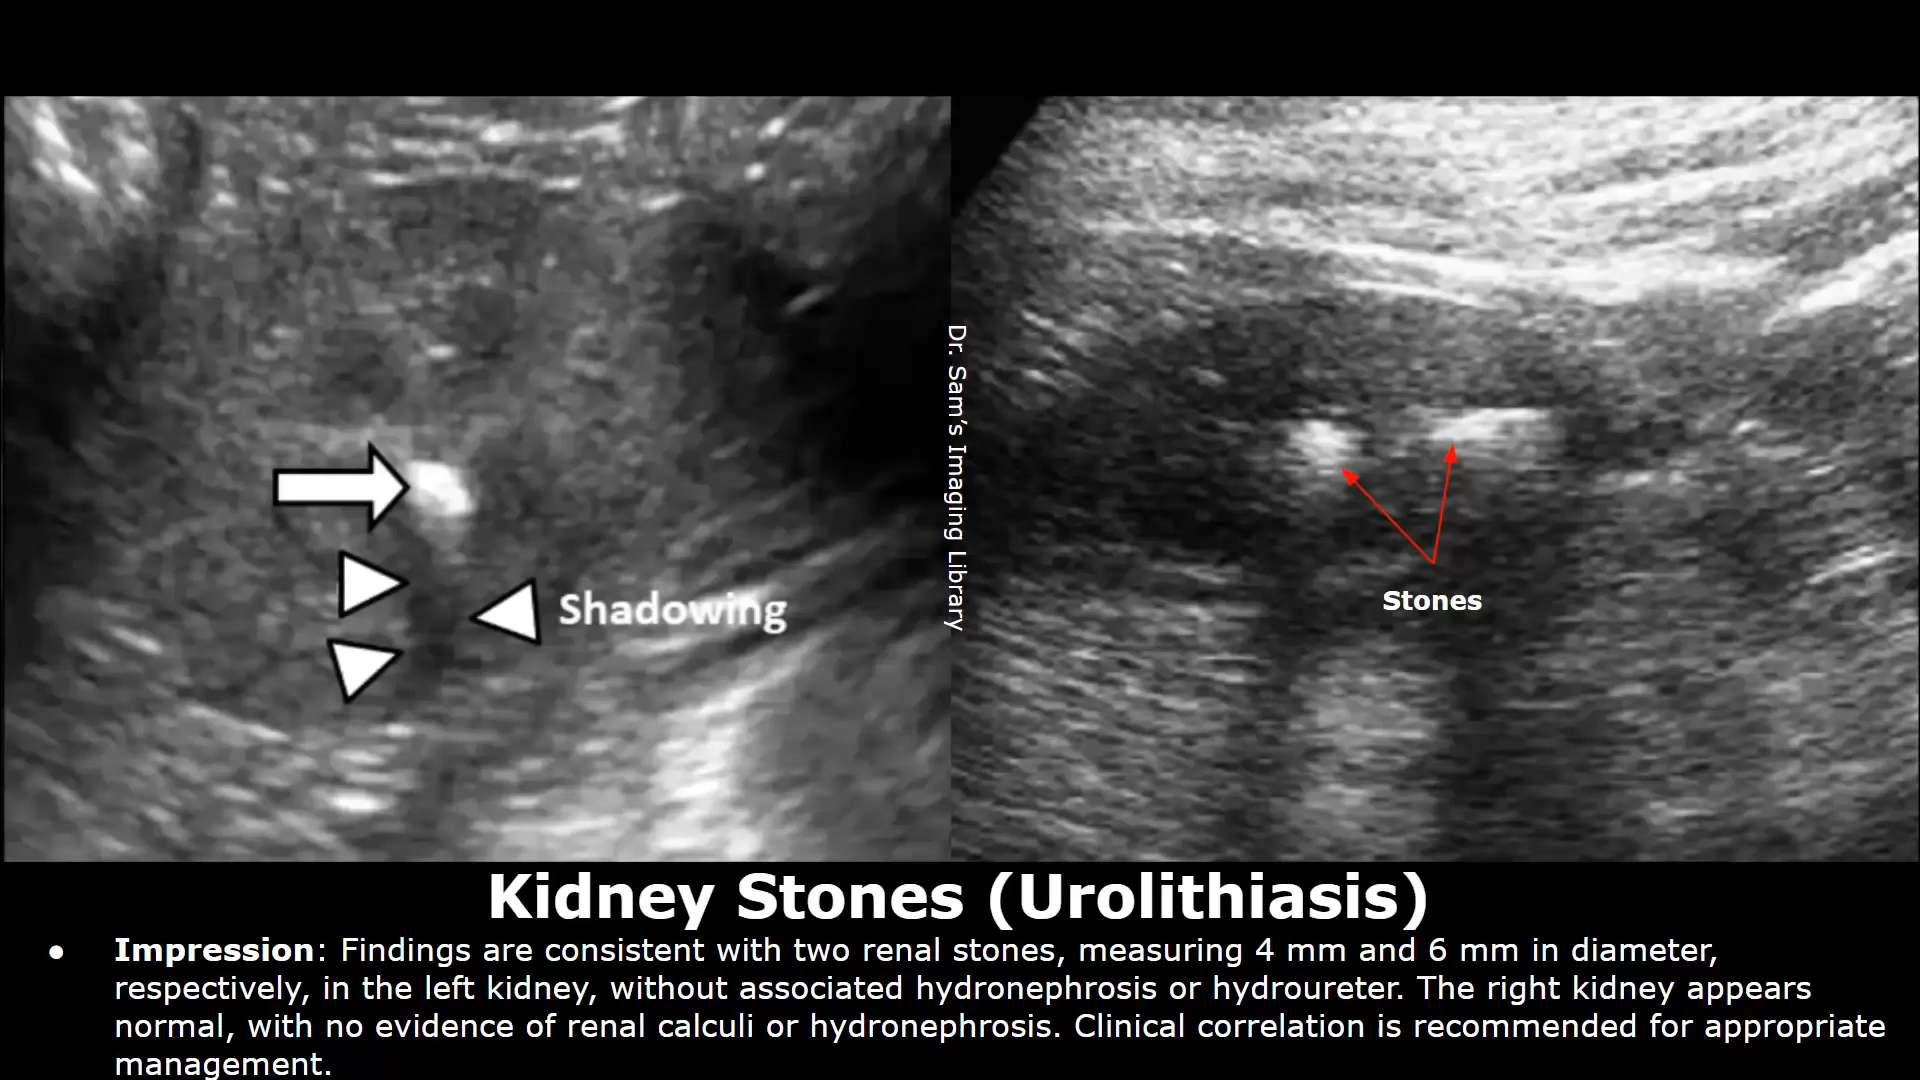 Shadowing
Dr. Sam's Imaging Library
Stones
Kidney Stones (Urolithiasis)
● Impression: Findings are consistent with two renal stones, measuring 4 mm and 6 mm in diameter,
respectively, in the left kidney, without associated hydronephrosis or hydroureter. The right kidney appears
normal, with no evidence of renal calculi or hydronephrosis. Clinical correlation is recommended for appropriate
management.